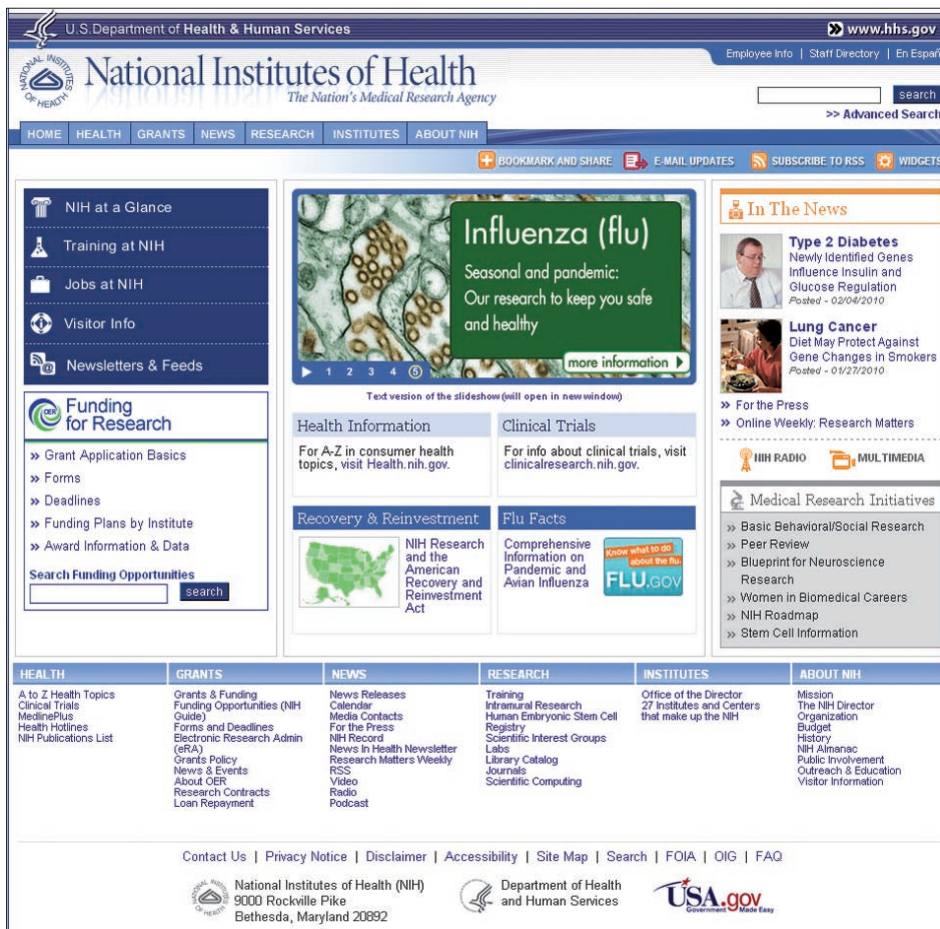 U.S. Department of Health & Human Services
www.hhs.gov
Employee Info | Staff Directory | En Españ
National Institutes of Health
The Nation's Medical Research Agency
search
>> Advanced Search
HOME HEALTH GRANTS NEWS RESEARCH INSTITUTES ABOUT NIH
BOOKMARK AND SHARE E-MAIL UPDATES SUBSCRIBE TO RSS WIDGETS
NIH at a Glance
Training at NIH
Jobs at NIH
Visitor Info
Newsletters & Feeds
OER
Funding
for Research
» Grant Application Basics
» Forms
» Deadlines
» Funding Plans by Institute
» Award Information & Data
Search Funding Opportunities
search
Influenza (flu)
Seasonal and pandemic:
Our research to keep you safe
and healthy
more information
1 2 3 4 5
Text version of the slideshow (will open in new window)
Health Information
For A-Z in consumer health
topics, visit Health.nih.gov.
Clinical Trials
For info about clinical trials, visit
clinicalresearch.nih.gov.
Recovery & Reinvestment
NIH Research
and the
American
Recovery and
Reinvestment
Act
Flu Facts
Comprehensive
Information on
Pandemic and
Avian Influenza
Know what to do
about the flu.
FLU.GOV
In The News
Type 2 Diabetes
Newly Identified Genes
Influence Insulin and
Glucose Regulation
Posted - 02/04/2010
Lung Cancer
Diet May Protect Against
Gene Changes in Smokers
Posted - 01/27/2010
» For the Press
» Online Weekly: Research Matters
NIH RADIO MULTIMEDIA
Medical Research Initiatives
» Basic Behavioral/Social Research
» Peer Review
» Blueprint for Neuroscience
Research
» Women in Biomedical Careers
» NIH Roadmap
» Stem Cell Information
HEALTH
A to Z Health Topics
Clinical Trials
MedlinePlus
Health Hotlines
NIH Publications List
GRANTS
Grants & Funding
Funding Opportunities (NIH
Guide)
Forms and Deadlines
Electronic Research Admin
(eRA)
Grants Policy
News & Events
About OER
Research Contracts
Loan Repayment
NEWS
News Releases
Calendar
Media Contacts
For the Press
NIH Record
News In Health Newsletter
Research Matters Weekly
RSS
Video
Radio
Podcast
RESEARCH
Training
Intramural Research
Human Embryonic Stem Cell
Registry
Scientific Interest Groups
Labs
Library Catalog
Journals
Scientific Computing
INSTITUTES
Office of the Director
27 Institutes and Centers
that make up the NIH
ABOUT NIH
Mission
The NIH Director
Organization
Budget
History
NIH Almanac
Public Involvement
Outreach & Education
Visitor Information
Contact Us | Privacy Notice | Disclaimer | Accessibility | Site Map | Search | FOIA | OIG | FAQ
National Institutes of Health (NIH)
9000 Rockville Pike
Bethesda, Maryland 20892
Department of Health
and Human Services
USA.gov
Government Made Easy